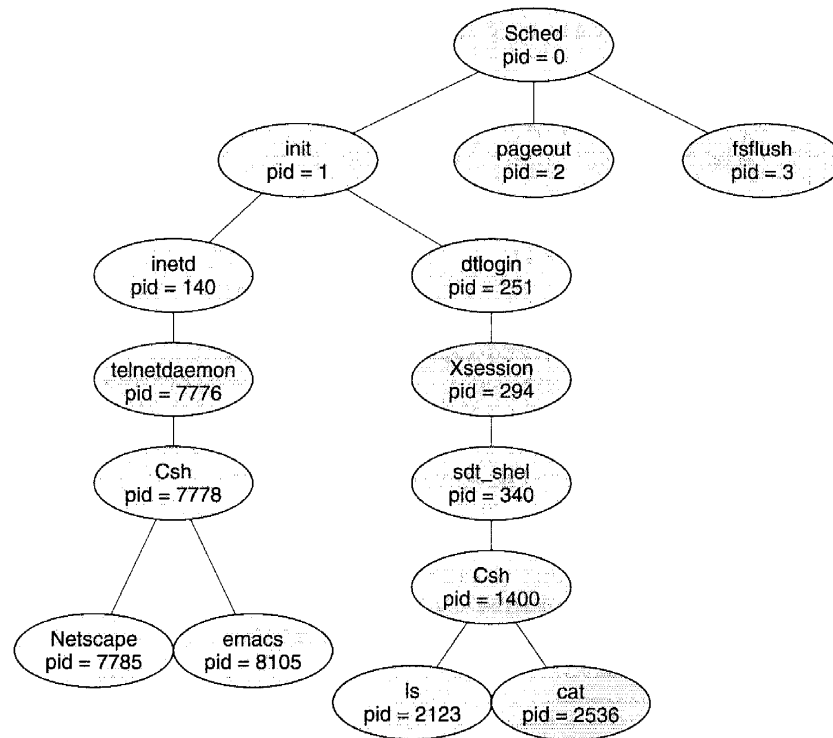 Sched
pid = 0
init
pid = 1
pageout
pid = 2
fsflush
pid = 3
inetd
pid = 140
dtlogin
pid = 251
telnetdaemon
pid = 7776
Xsession
pid = 294
Csh
pid = 7778
sdt_shel
pid = 340
Csh
pid = 1400
Netscape
pid = 7785
emacs
pid = 8105
ls
pid = 2123
cat
pid = 2536